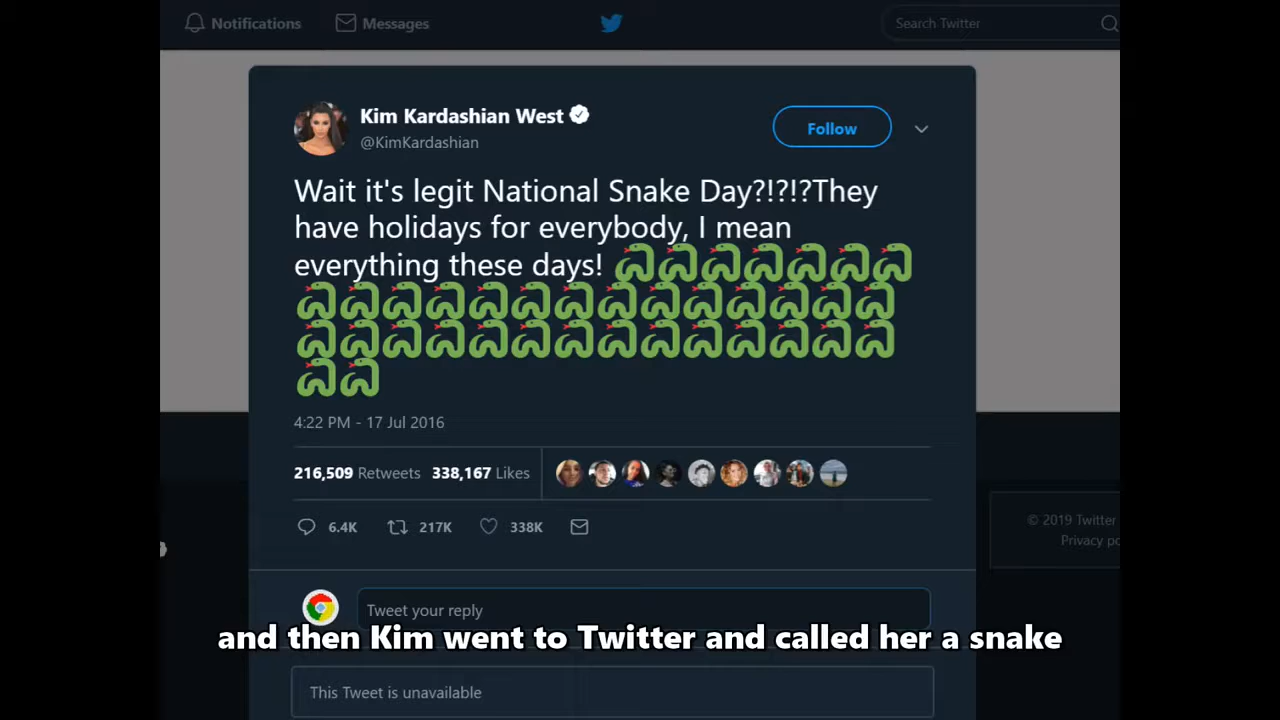 Notifications Messages Search Twitter
Kim Kardashian West
@KimKardashian
Follow
Wait it's legit National Snake Day?!?!?They
have holidays for everybody, I mean
everything these days! 🐍🐍🐍🐍🐍🐍🐍
🐍🐍🐍🐍🐍🐍🐍🐍🐍🐍🐍🐍🐍🐍
🐍🐍🐍🐍🐍🐍🐍🐍🐍🐍🐍🐍🐍🐍
🐍🐍
4:22 PM - 17 Jul 2016
216,509 Retweets 338,167 Likes
6.4K 217K 338K
© 2019 Twitter
Privacy po
Tweet your reply
and then Kim went to Twitter and called her a snake
This Tweet is unavailable